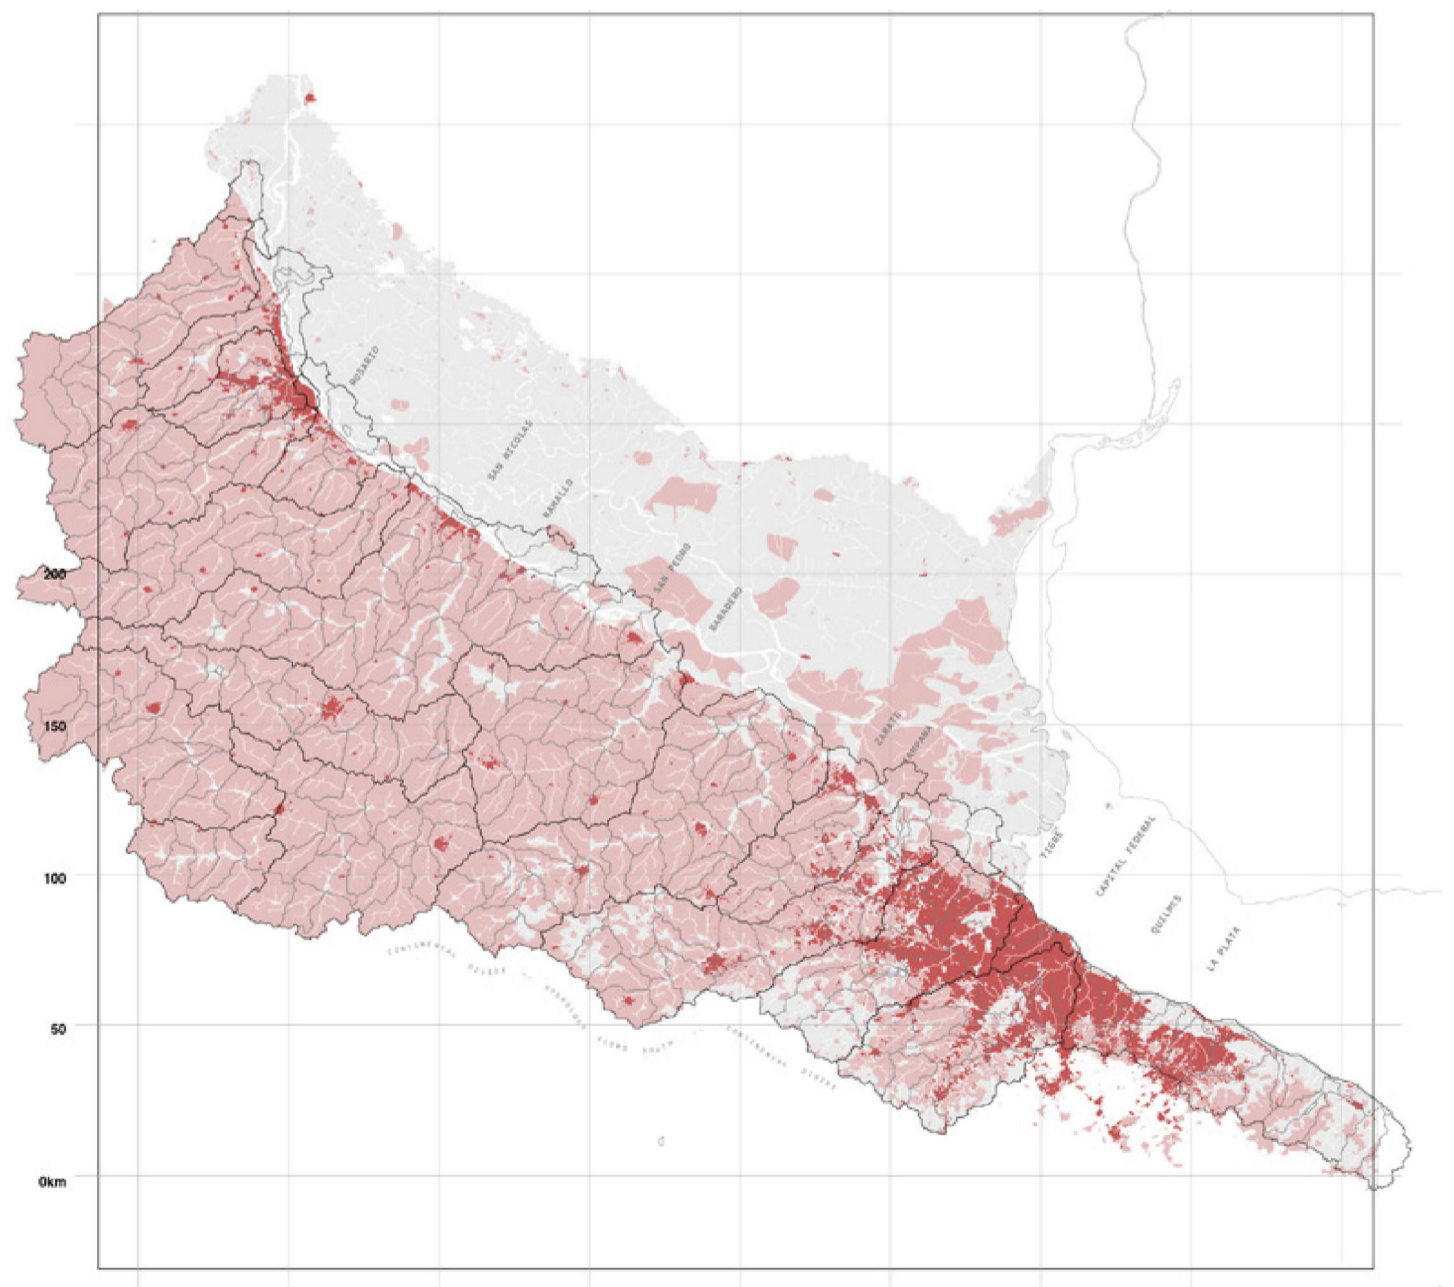 ROSARIO
SAN NICOLAS
RAMALLO
SAN PEDRO
BARADERO
200
150
ZARATE
CAMPANA
TIGRE
CAPITAL FEDERAL
100
QUILMES
LA PLATA
CONTINENTAL DIVIDE
SOUTH
CONTINENTAL DIVIDE
50
0km